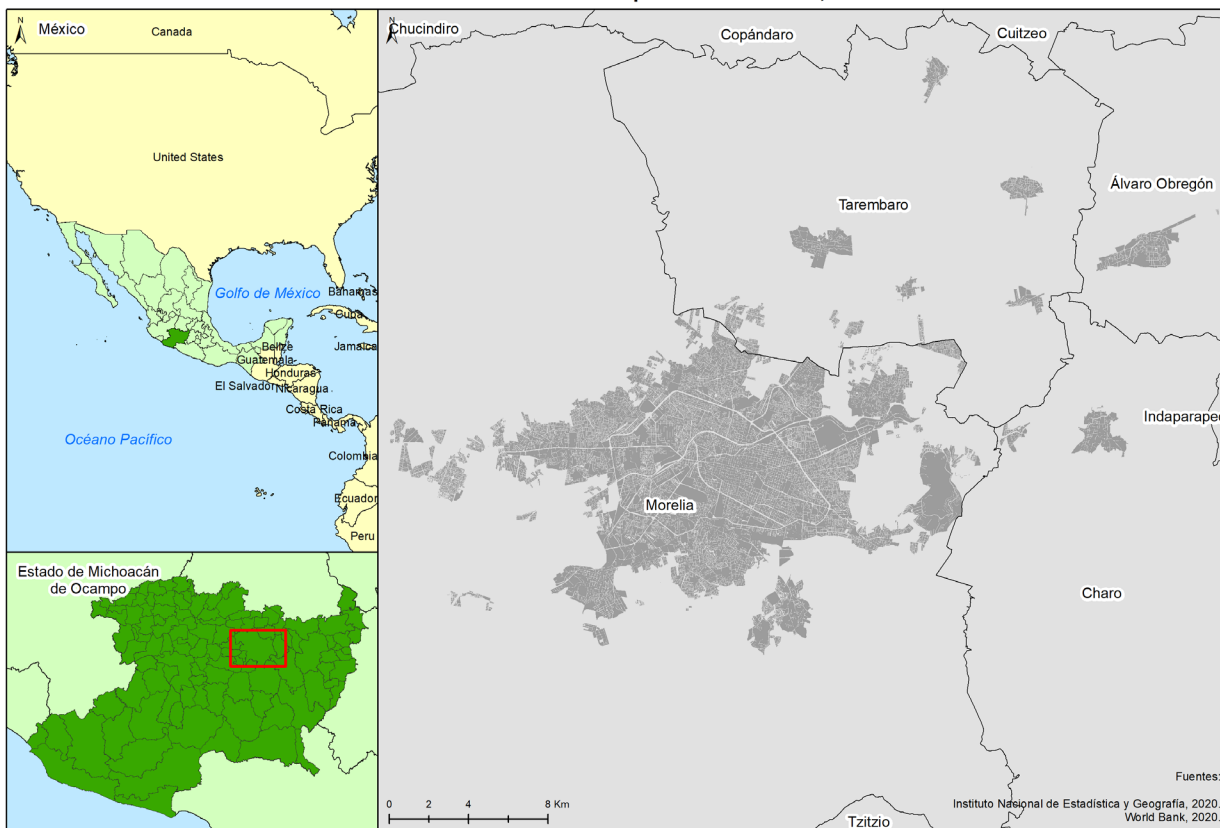 N
México
Canada
United States
Golfo de México
Bahamas
Cuba
Jamaica
Belize
Guatemala
Honduras
El Salvador
Nicaragua
Costa Rica
Panama
Océano Pacífico
Colombia
Ecuador
Peru
Estado de Michoacán
de Ocampo
N
Chucindiro
Copándaro
Cuitzeo
Álvaro Obregón
Tarembaro
Indaparape
Morelia
Charo
Tzitzio
0 2 4 8 Km
Fuentes:
Instituto Nacional de Estadística y Geografía, 2020.
World Bank, 2020.